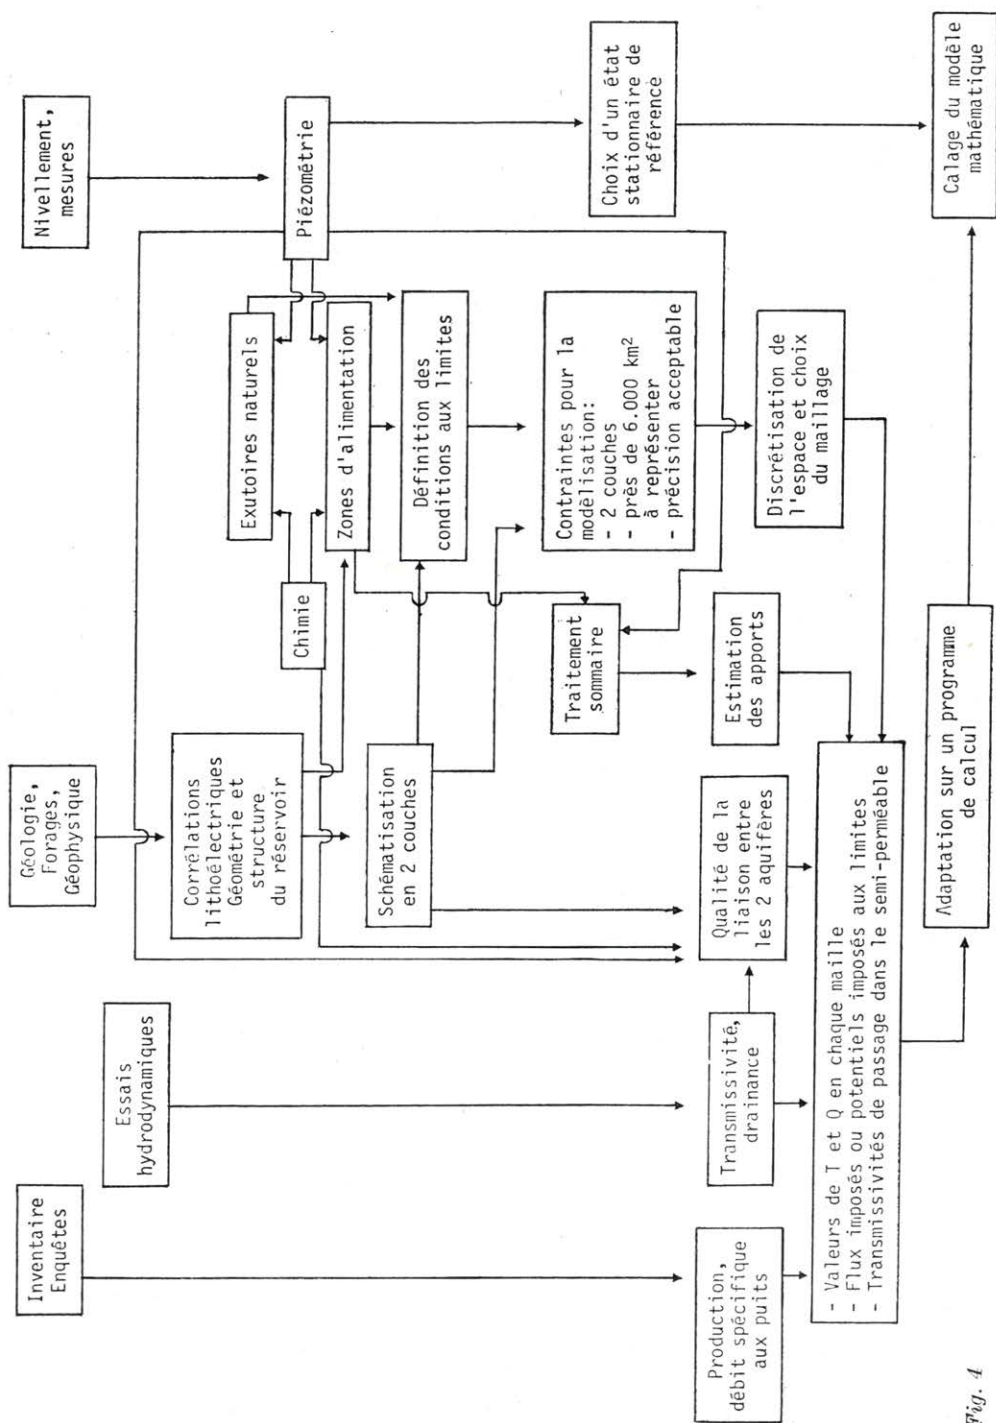 Inventaire
Enquêtes
Essais
hydrodynamiques
Géologie,
Forages,
Géophysique
Nivellement,
mesures
Corrélations
lithoélectriques
Géométrie et
structure
du réservoir
Chimie
Exutoires naturels
Piézométrie
Zones d'alimentation
Schématisation
en 2 couches
Définition des
conditions aux limites
Traitement
sommaire
Contraintes pour la
modèlisation:
- 2 couches
- près de 6.000 km²
à représenter
- précision acceptable
Choix d'un état
stationnaire de
référence
Production,
débit spécifique
aux puits
Transmissivité,
drainance
Qualité de la
liaison entre
les 2 aquifères
Estimation
des apports
Discrétisation de
l'espace et choix
du maillage
- Valeurs de T et Q en chaque maille
- Flux imposés ou potentiels imposés aux limites
- Transmissivités de passage dans le semi-perméable
Adaptation sur un programme
de calcul
Calage du modèle
mathématique
Fig. 4